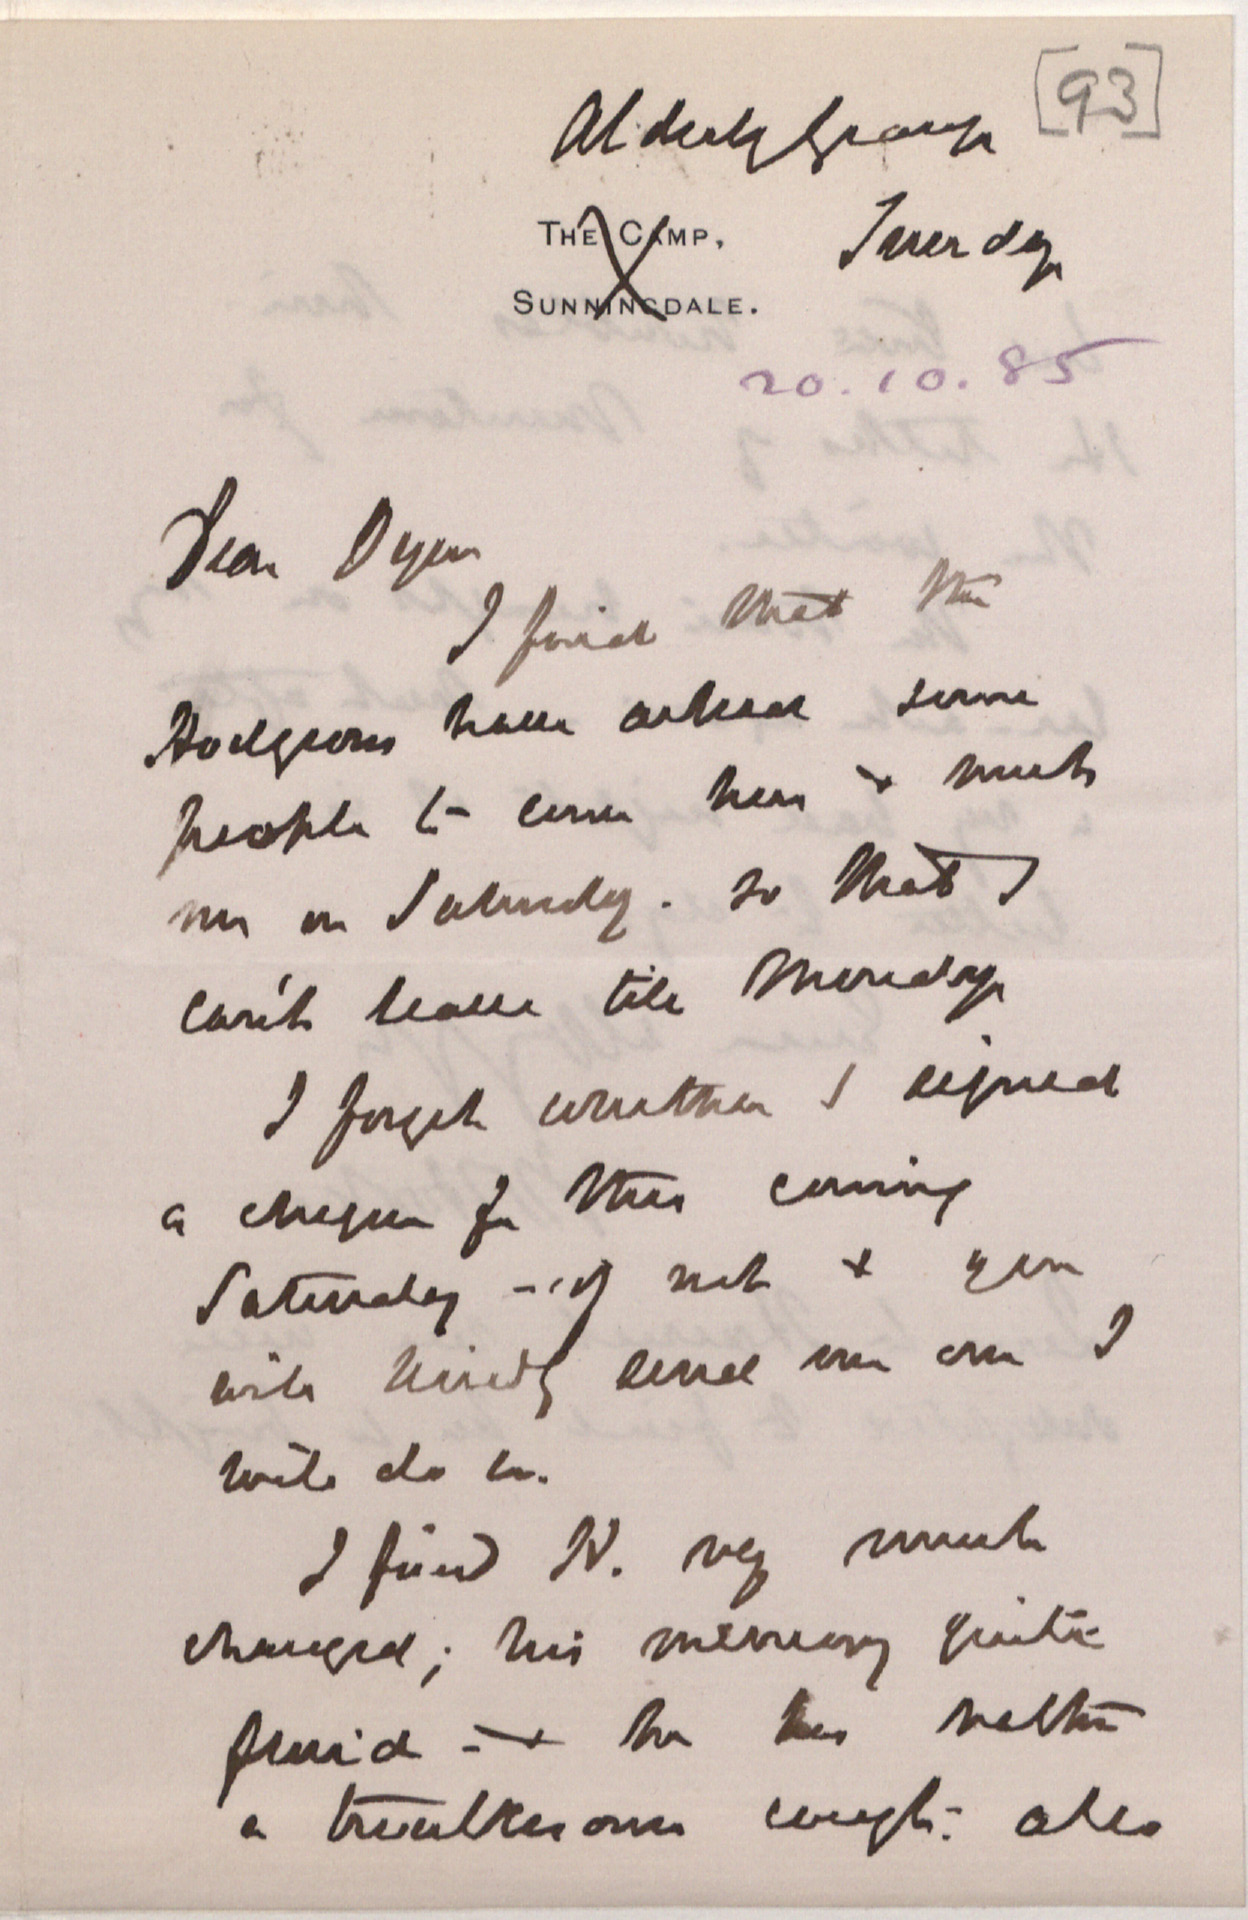 [93]
Alderley Grange
THE CAMP, Tuesday
SUNNINGDALE.
20.10.85
Dear Dyer
I find that the
Hodgsons have asked some
people to come here & meet
me on Saturday. so that I
can't leave till Monday
I forget whether I signed
a cheque for this coming
Saturday - if not & you
will kindly send me one I
will do so.
I find H. very much
changed; his memory quite
fluid - & he has
a troublesome cough: also